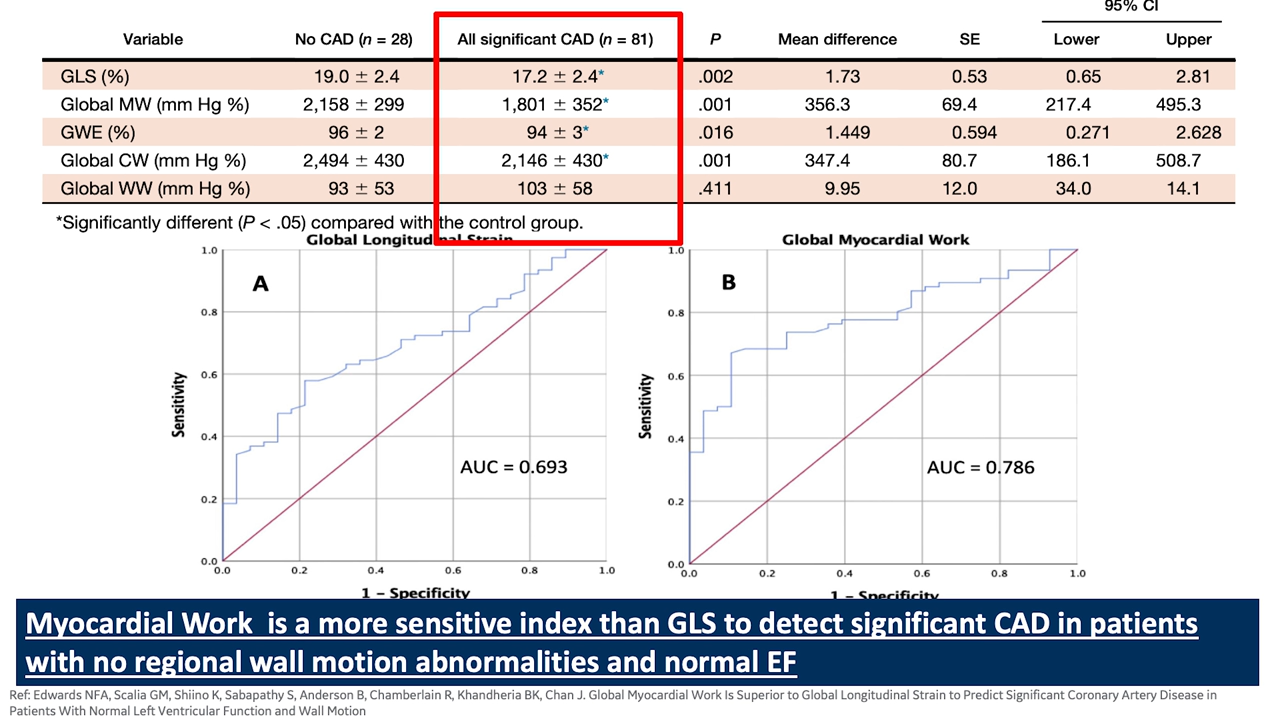 95% CI
Variable No CAD (n = 28) All significant CAD (n = 81) P Mean difference SE Lower Upper
GLS (%) 19.0 ± 2.4 17.2 ± 2.4* .002 1.73 0.53 0.65 2.81
Global MW (mm Hg %) 2,158 ± 299 1,801 ± 352* .001 356.3 69.4 217.4 495.3
GWE (%) 96 ± 2 94 ± 3* .016 1.449 0.594 0.271 2.628
Global CW (mm Hg %) 2,494 ± 430 2,146 ± 430* .001 347.4 80.7 186.1 508.7
Global WW (mm Hg %) 93 ± 53 103 ± 58 .411 9.95 12.0 34.0 14.1
*Significantly different (P < .05) compared with the control group.
Global Longitudinal Strain
A
1.0
0.8
0.6
0.4
0.2
0.0
Sensitivity
AUC = 0.693
0.0 0.2 0.4 0.6 0.8 1.0
1 – Specificity
Global Myocardial Work
B
1.0
0.8
0.6
0.4
0.2
0.0
Sensitivity
AUC = 0.786
0.0 0.2 0.4 0.6 0.8 1.0
1 – Specificity
Myocardial Work is a more sensitive index than GLS to detect significant CAD in patients
with no regional wall motion abnormalities and normal EF
Ref: Edwards NFA, Scalia GM, Shiino K, Sabapathy S, Anderson B, Chamberlain R, Khandheria BK, Chan J. Global Myocardial Work Is Superior to Global Longitudinal Strain to Predict Significant Coronary Artery Disease in
Patients With Normal Left Ventricular Function and Wall Motion